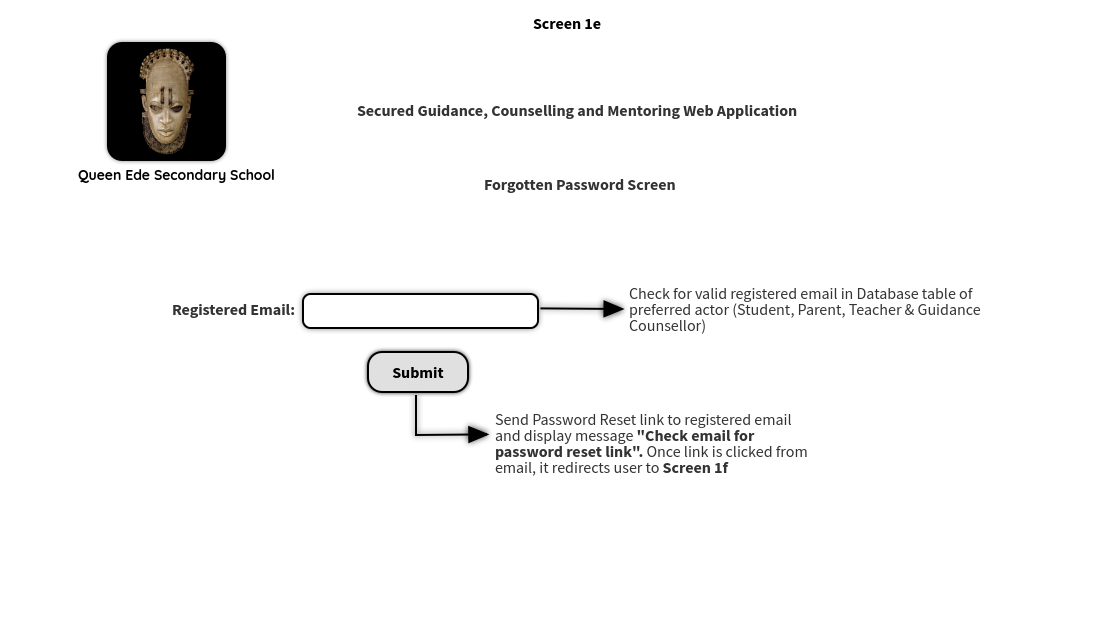 Screen 1e
Secured Guidance, Counselling and Mentoring Web Application
Queen Ede Secondary School
Forgotten Password Screen
Registered Email:
Check for valid registered email in Database table of
preferred actor (Student, Parent, Teacher & Guidance
Counsellor)
Submit
Send Password Reset link to registered email
and display message "Check email for
password reset link". Once link is clicked from
email, it redirects user to Screen 1f